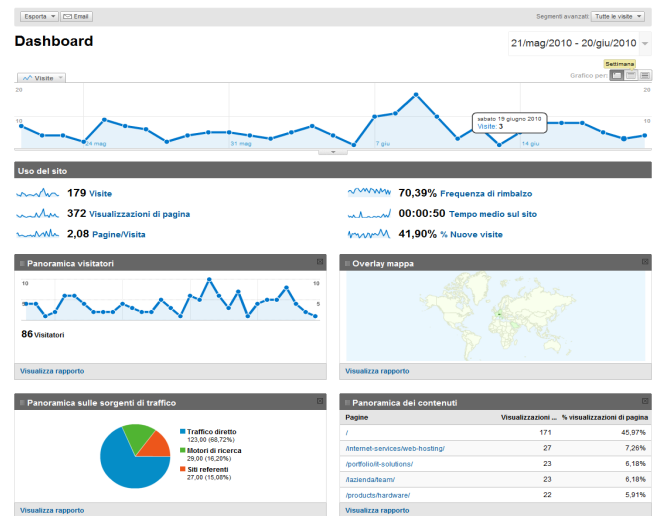 Esporta Email
Segmenti avanzati: Tutte le visite
Dashboard
21/mag/2010 - 20/giu/2010
Settimana
Visite
Grafico per:
20 20
10 10
sabato 19 giugno 2010
Visite: 3
24 mag 31 mag 7 giu 14 giu
Uso del sito
179 Visite
70,39% Frequenza di rimbalzo
372 Visualizzazioni di pagina
00:00:50 Tempo medio sul sito
2,08 Pagine/Visita
41,90% % Nuove visite
Panoramica visitatori
10 10
5 5
86 Visitatori
Visualizza rapporto
Overlay mappa
Visualizza rapporto
Panoramica sulle sorgenti di traffico
Traffico diretto
123,00 (68,72%)
Motori di ricerca
29,00 (16,20%)
Siti referenti
27,00 (15,08%)
Visualizza rapporto
Panoramica dei contenuti
Pagine Visualizzazioni ... % visualizzazioni di pagina
/ 171 45,97%
/internet-services/web-hosting/ 27 7,26%
/portfolio/it-solutions/ 23 6,18%
/lazienda/team/ 23 6,18%
/products/hardware/ 22 5,91%
Visualizza rapporto